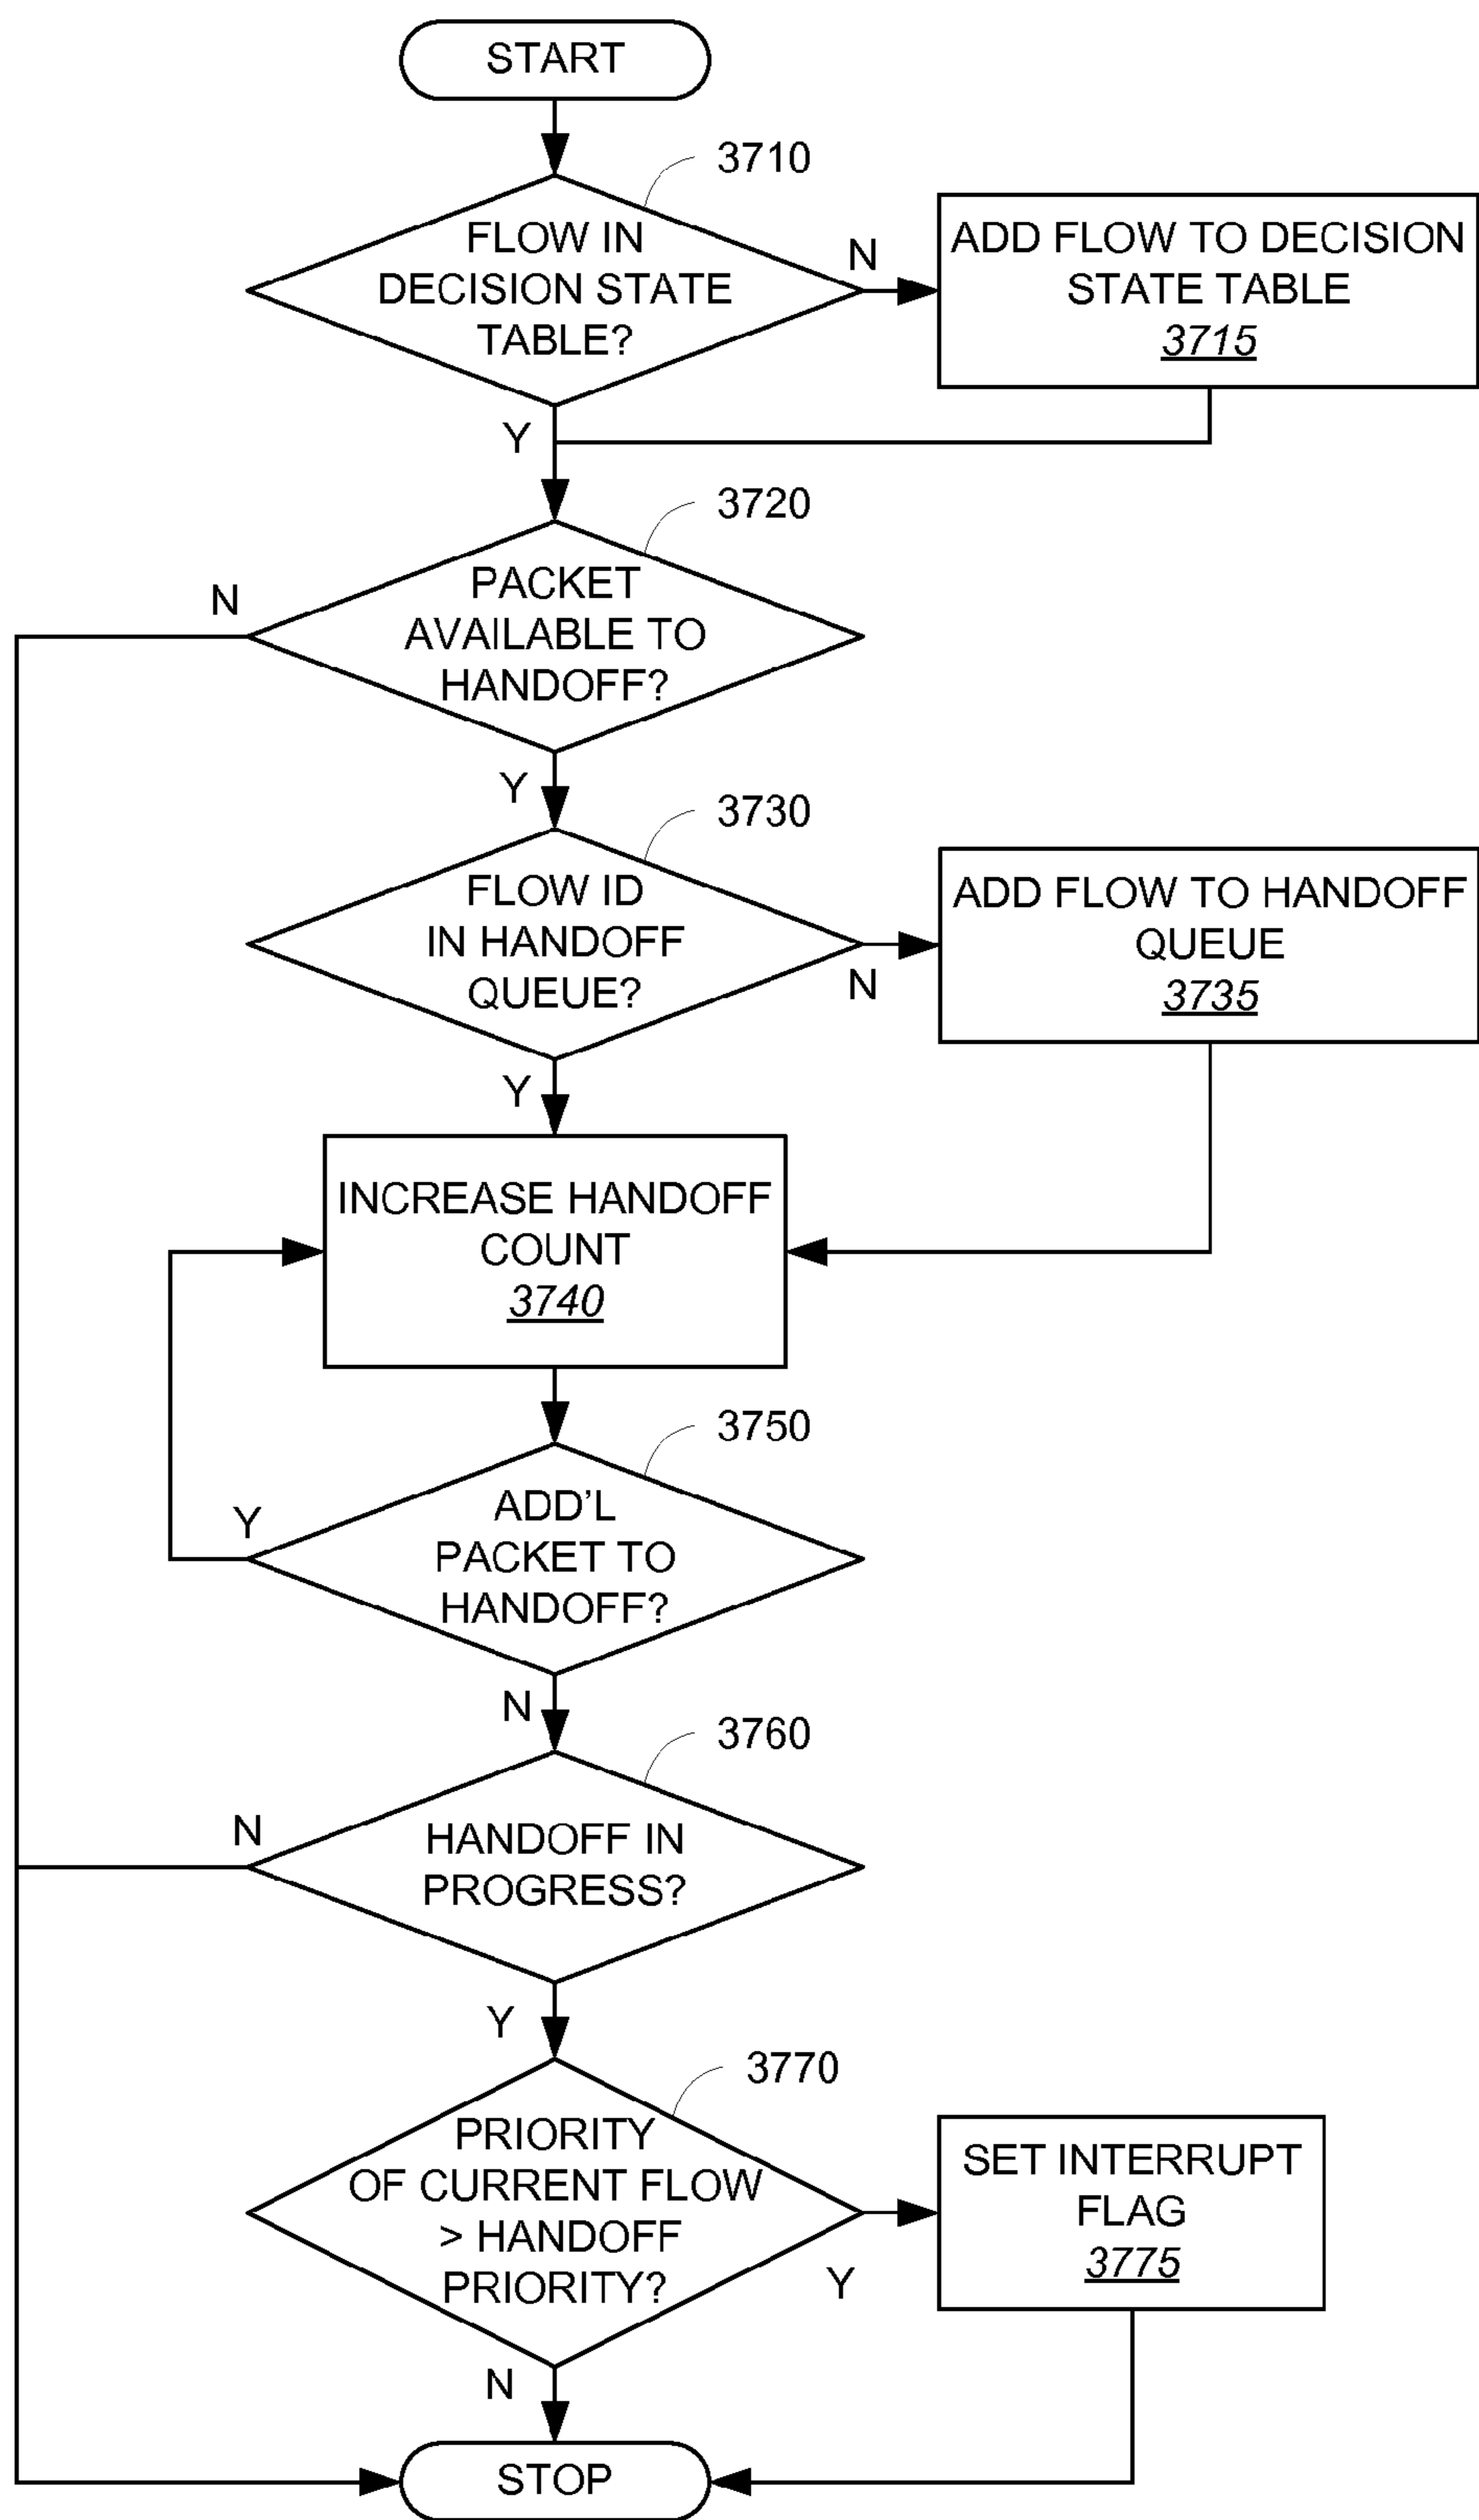 START
3710
FLOW IN
DECISION STATE
TABLE?
N
ADD FLOW TO DECISION
STATE TABLE
3715
Y
3720
PACKET
AVAILABLE TO
HANDOFF?
N
Y
3730
FLOW ID
IN HANDOFF
QUEUE?
N
ADD FLOW TO HANDOFF
QUEUE
3735
Y
INCREASE HANDOFF
COUNT
3740
3750
ADD'L
PACKET TO
HANDOFF?
Y
N
3760
HANDOFF IN
PROGRESS?
N
Y
3770
PRIORITY
OF CURRENT FLOW
> HANDOFF
PRIORITY?
Y
SET INTERRUPT
FLAG
3775
N
STOP